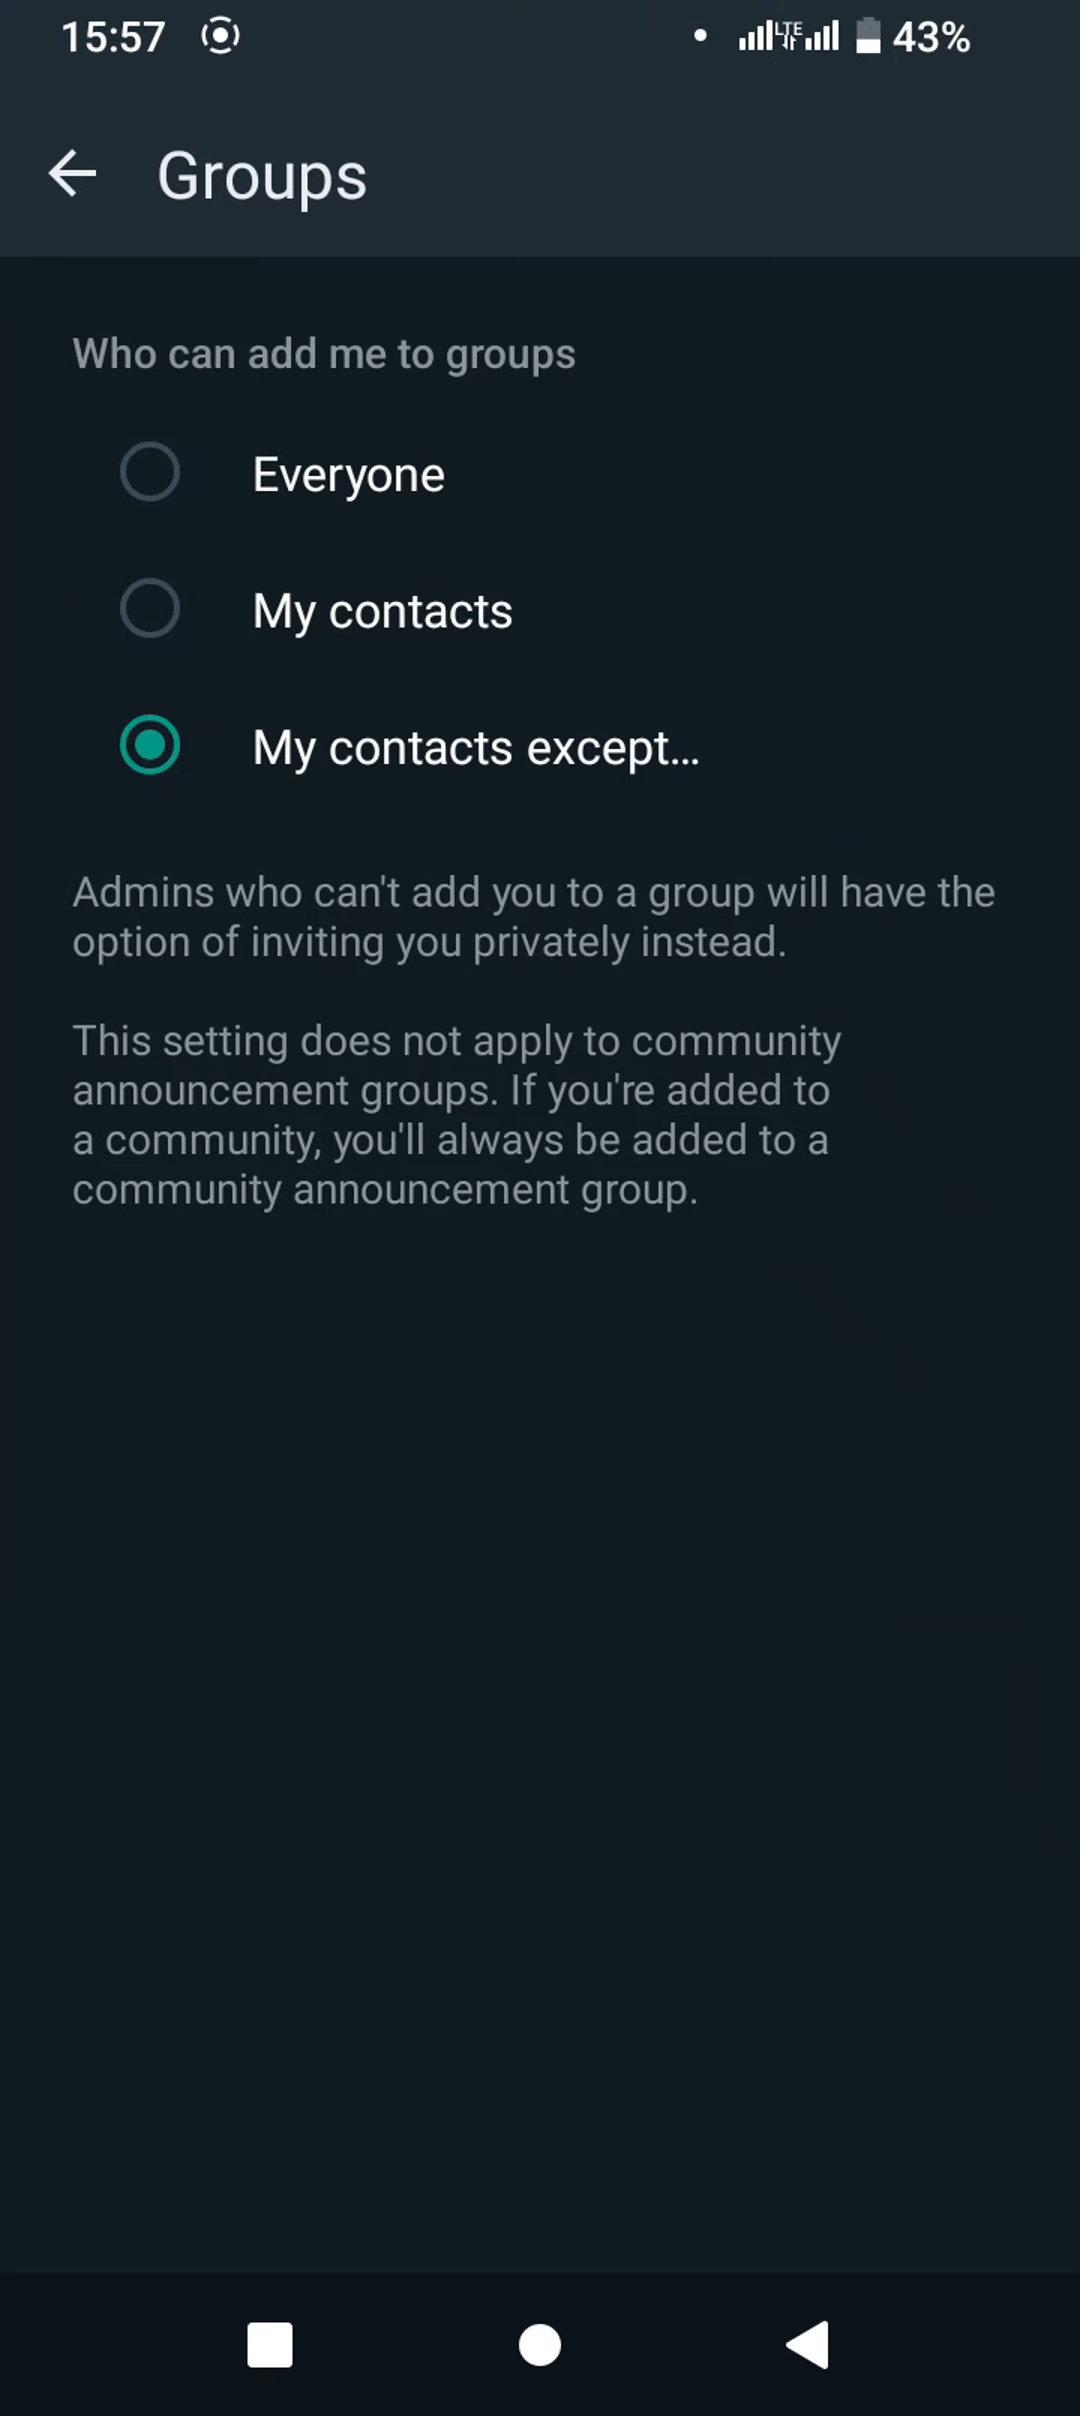 15:57
LTE
43%
Groups
Who can add me to groups
Everyone
My contacts
My contacts except...
Admins who can't add you to a group will have the
option of inviting you privately instead.
This setting does not apply to community
announcement groups. If you're added to
a community, you'll always be added to a
community announcement group.